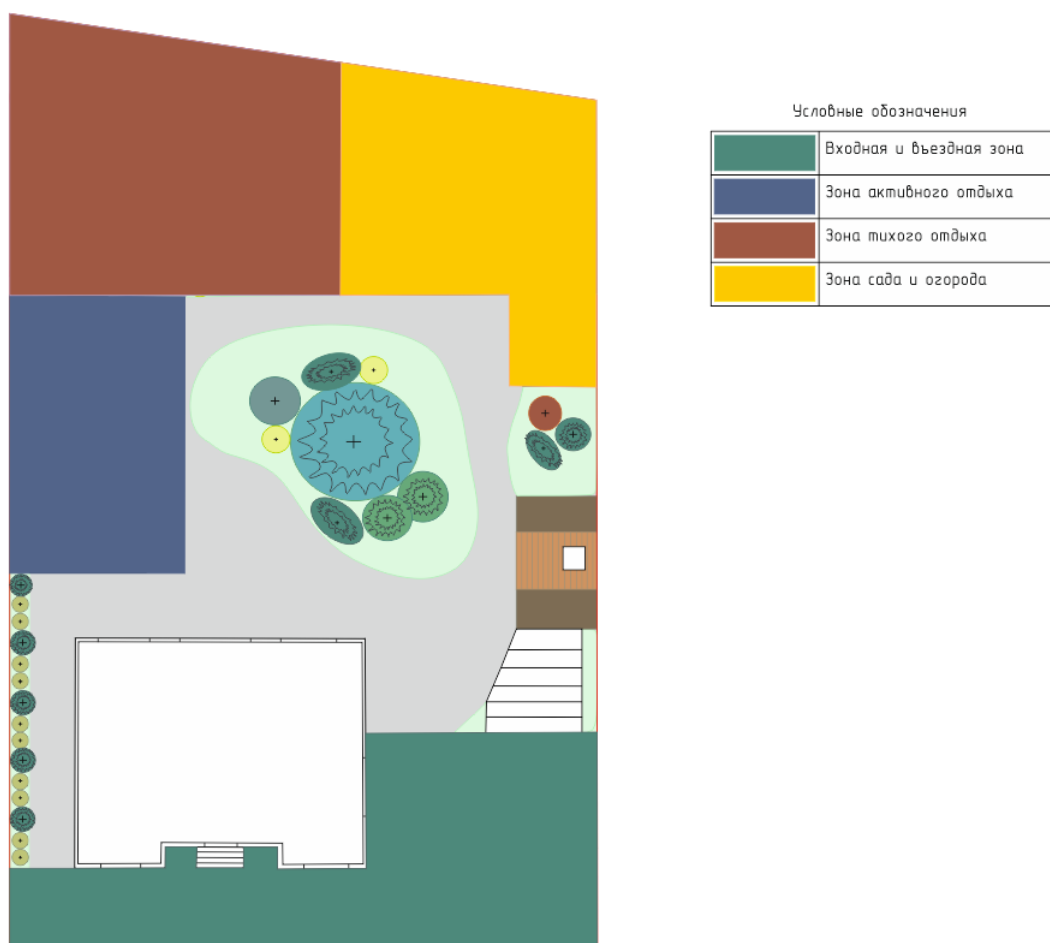 Условные обозначения
Входная и въездная зона
Зона активного отдыха
Зона тихого отдыха
Зона сада и огорода